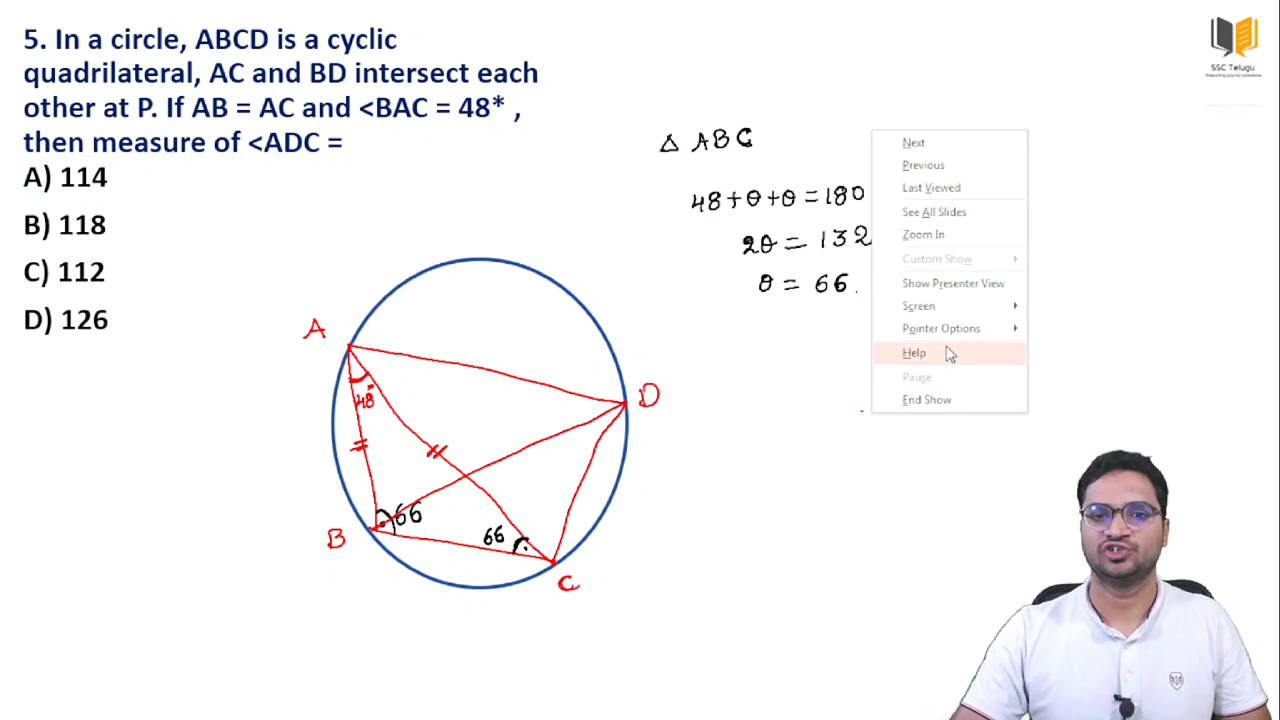 5. In a circle, ABCD is a cyclic
quadrilateral, AC and BD intersect each
other at P. If AB = AC and <BAC = 48* ,
then measure of <ADC =
A) 114
B) 118
C) 112
D) 126
SSC Telugu
△ ABC
48+θ+θ=180
2θ = 132
θ = 66.
Next
Previous
Last Viewed
See All Slides
Zoom In
Custom Show
Show Presenter View
Screen
Pointer Options
Help
Pause
End Show
A
48°
D
66
B
66
C